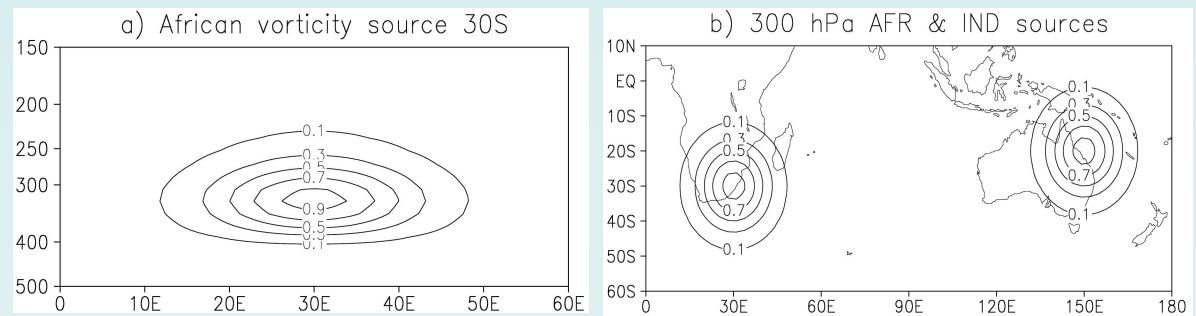 a) African vorticity source 30S
150
200
250
300
400
500
0.1
0.3
0.5
0.7
0.9
0.5
0.3
0.1
0 10E 20E 30E 40E 50E 60E
b) 300 hPa AFR & IND sources
10N
EQ
10S
20S
30S
40S
50S
60S
0.1
0.3
0.5
0.7
0.1
0.1
0.3
0.5
0.7
0.1
0 30E 60E 90E 120E 150E 180